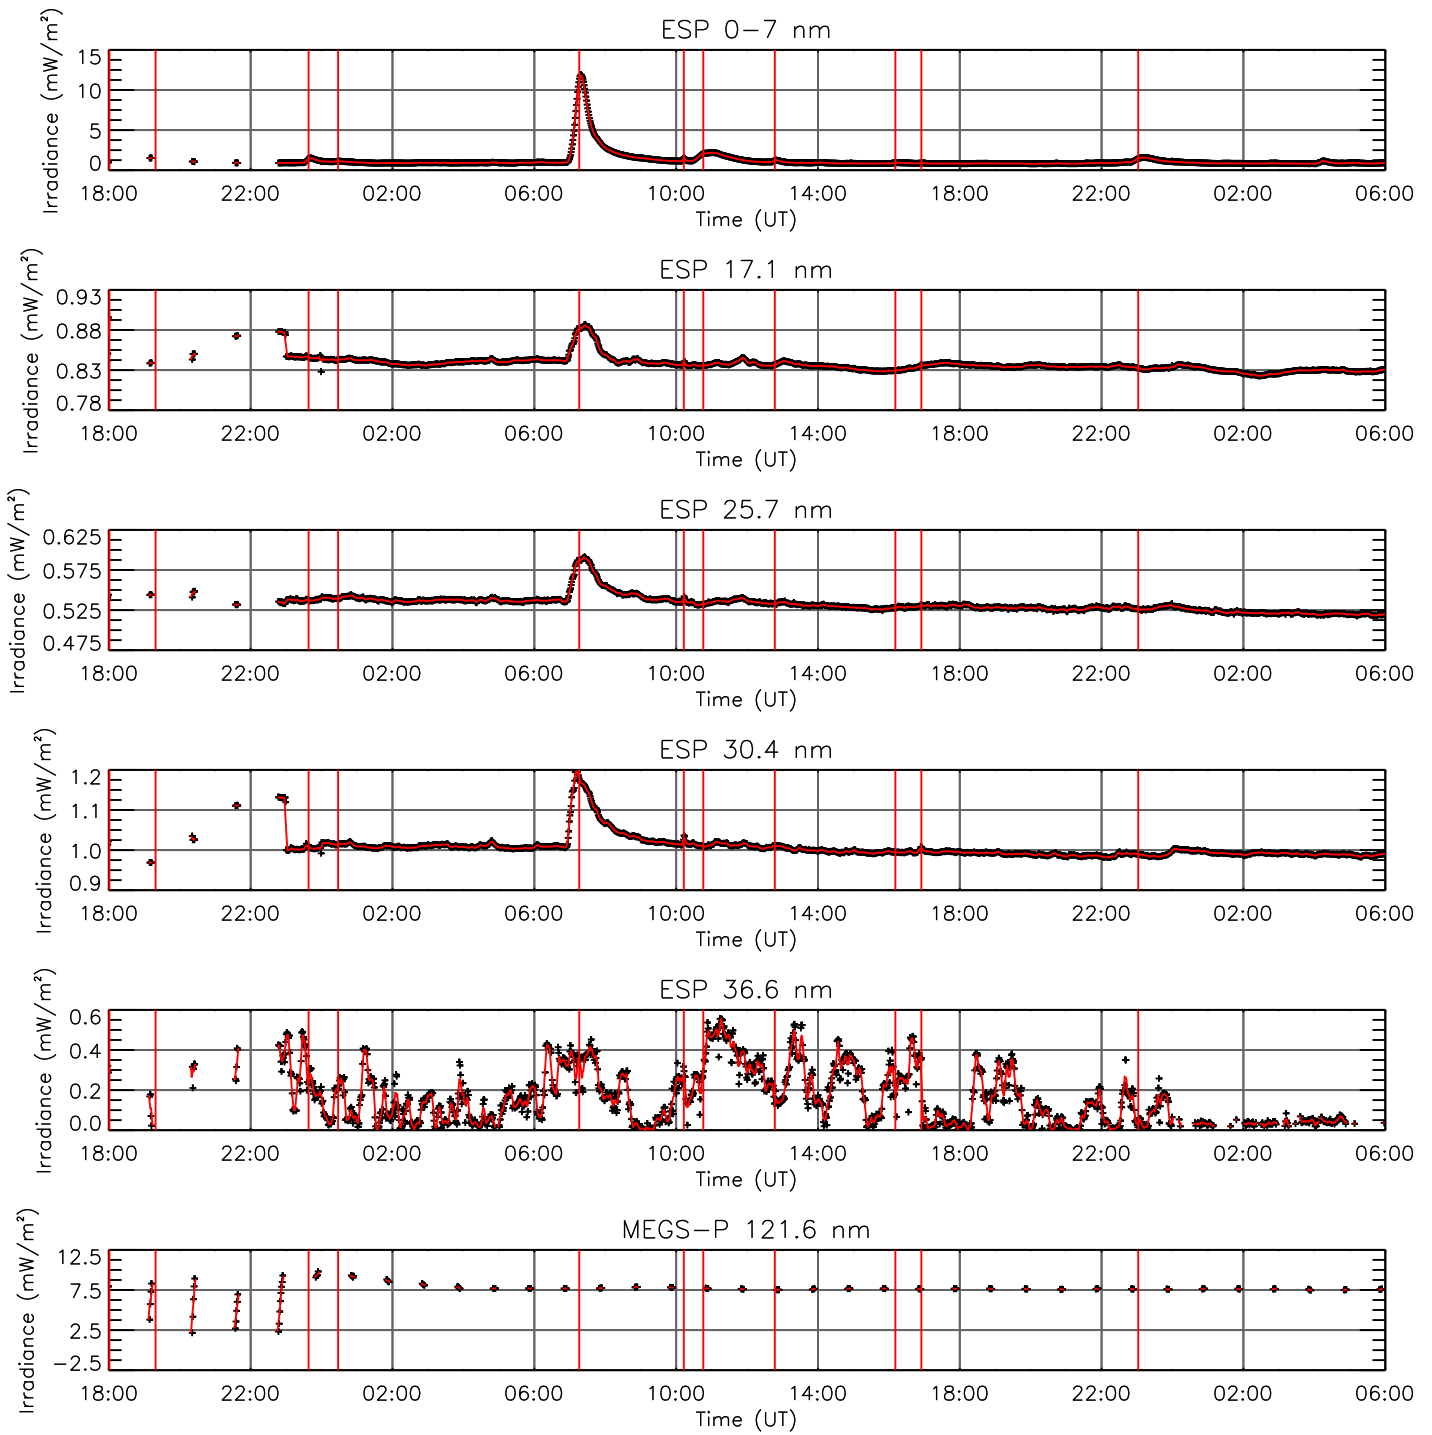 ESP 0-7 nm
Irradiance (mW/m²)
15
10
5
0
18:00 22:00 02:00 06:00 10:00 14:00 18:00 22:00 02:00 06:00
Time (UT)
ESP 17.1 nm
Irradiance (mW/m²)
0.93
0.88
0.83
0.78
18:00 22:00 02:00 06:00 10:00 14:00 18:00 22:00 02:00 06:00
Time (UT)
ESP 25.7 nm
Irradiance (mW/m²)
0.625
0.575
0.525
0.475
18:00 22:00 02:00 06:00 10:00 14:00 18:00 22:00 02:00 06:00
Time (UT)
ESP 30.4 nm
Irradiance (mW/m²)
1.2
1.1
1.0
0.9
18:00 22:00 02:00 06:00 10:00 14:00 18:00 22:00 02:00 06:00
Time (UT)
ESP 36.6 nm
Irradiance (mW/m²)
0.6
0.4
0.2
0.0
18:00 22:00 02:00 06:00 10:00 14:00 18:00 22:00 02:00 06:00
Time (UT)
MEGS-P 121.6 nm
Irradiance (mW/m²)
12.5
7.5
2.5
-2.5
18:00 22:00 02:00 06:00 10:00 14:00 18:00 22:00 02:00 06:00
Time (UT)